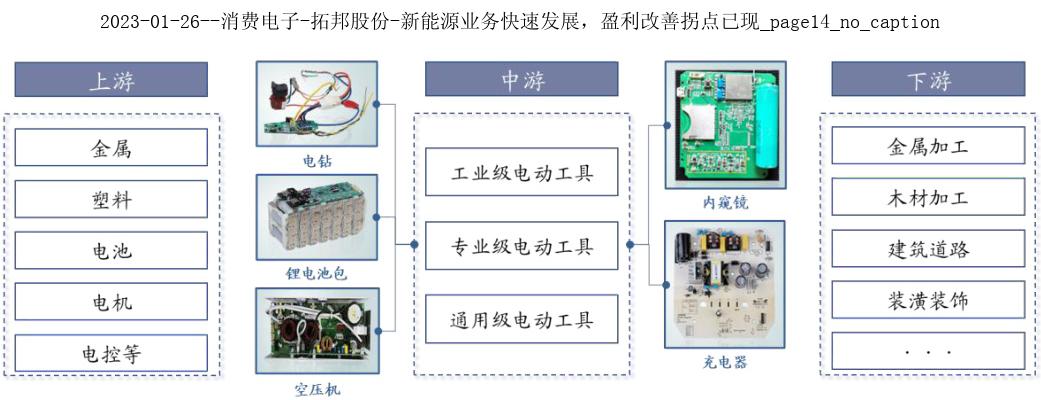 2023-01-26--消费电子-拓邦股份-新能源业务快速发展，盈利改善拐点已现_page14_no_caption
上游
金属
塑料
电池
电机
电控等
电钻
锂电池包
空压机
中游
工业级电动工具
专业级电动工具
通用级电动工具
内窥镜
充电器
下游
金属加工
木材加工
建筑道路
装潢装饰
· · ·